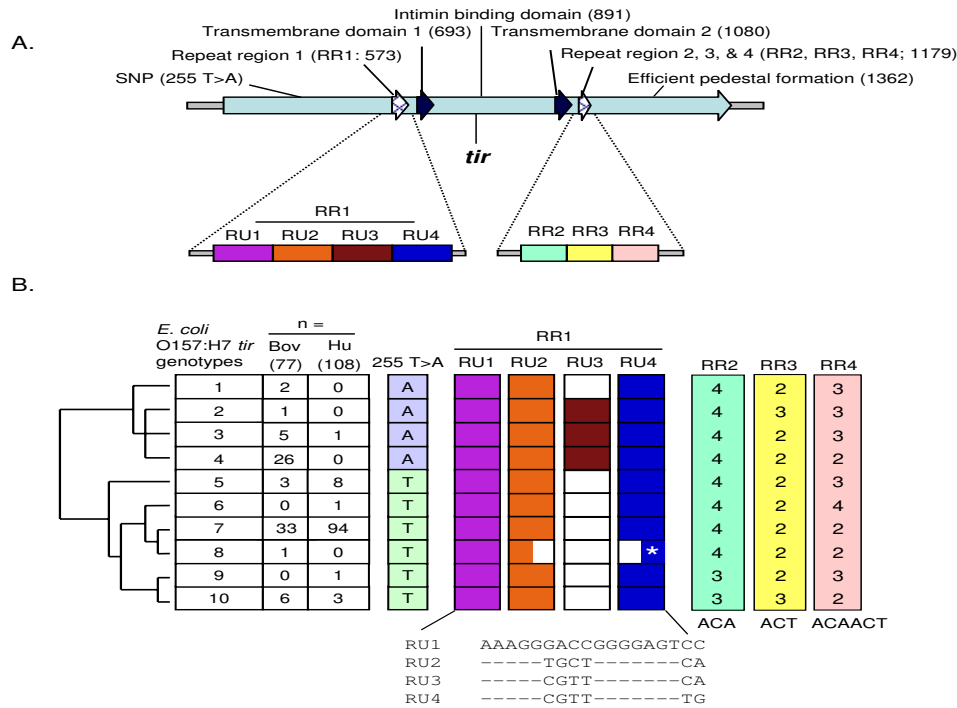 A.
Intimin binding domain (891)
Transmembrane domain 1 (693) Transmembrane domain 2 (1080)
Repeat region 1 (RR1: 573) Repeat region 2, 3, & 4 (RR2, RR3, RR4; 1179)
SNP (255 T>A) Efficient pedestal formation (1362)
tir
RR1
RU1 RU2 RU3 RU4 RR2 RR3 RR4
B.
E. coli O157:H7 tir genotypes
n =
Bov (77) Hu (108)
255 T>A
RR1
RU1 RU2 RU3 RU4 RR2 RR3 RR4
1 2 0 A 4 2 3
2 1 0 A 4 3 3
3 5 1 A 4 2 3
4 26 0 A 4 2 2
5 3 8 T 4 2 3
6 0 1 T 4 2 4
7 33 94 T 4 2 2
8 1 0 T * 4 2 2
9 0 1 T 3 2 3
10 6 3 T 3 3 2
ACA ACT ACAACT
RU1 AAAGGGACCGGGGAGTCC
RU2 -----TGCT-------CA
RU3 -----CGTT-------CA
RU4 -----CGTT-------TG